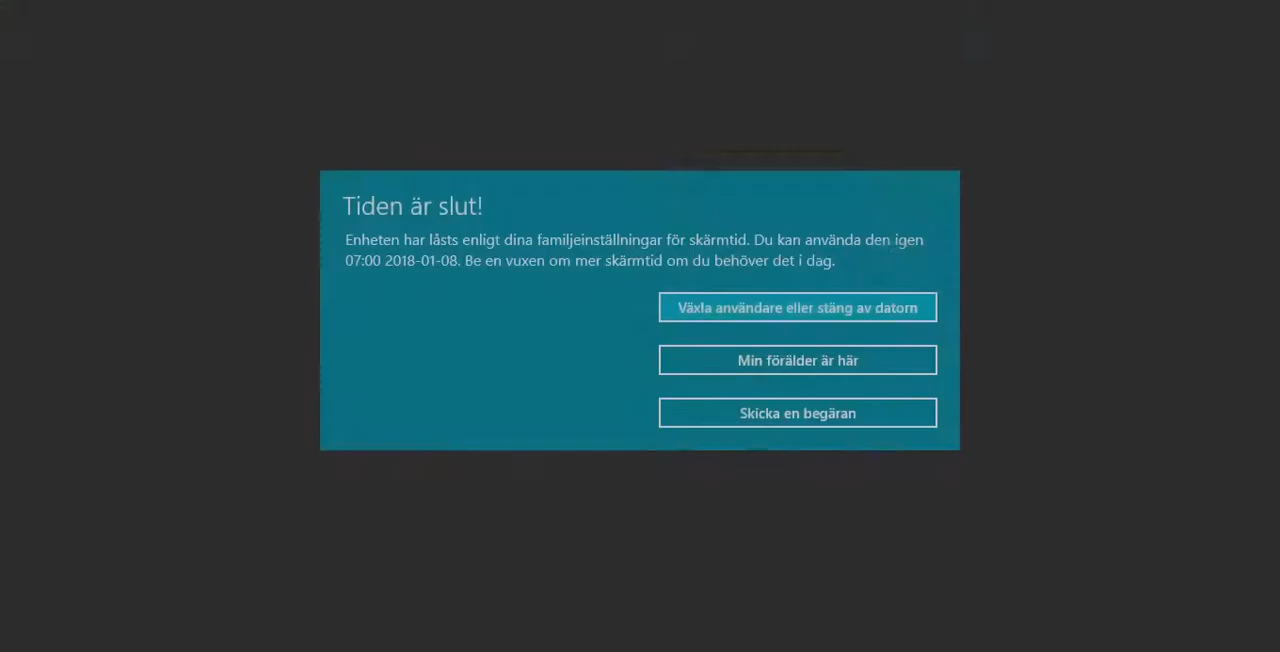 Tiden är slut!
Enheten har låsts enligt dina familjeinställningar för skärmtid. Du kan använda den igen
07:00 2018-01-08. Be en vuxen om mer skärmtid om du behöver det i dag.
Växla användare eller stäng av datorn
Min förälder är här
Skicka en begäran